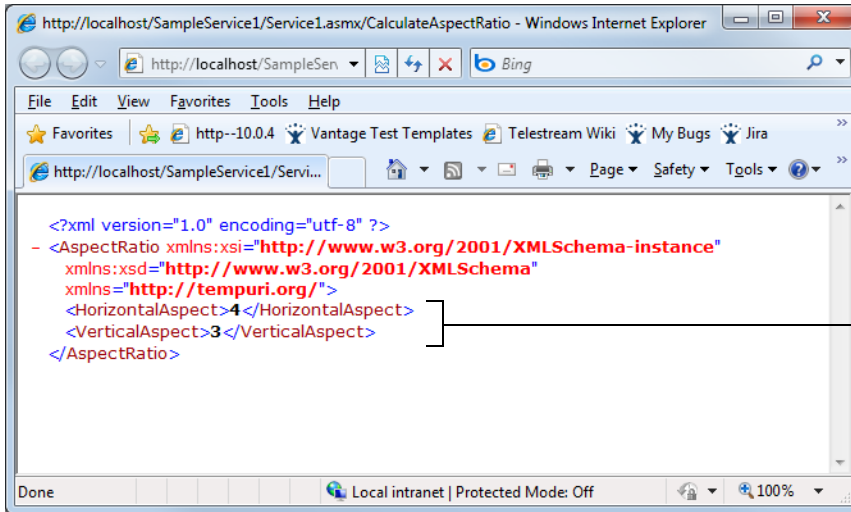 http://localhost/SampleService1/Service1.asmx/CalculateAspectRatio - Windows Internet Explorer
http://localhost/SampleSen
Bing
File Edit View Favorites Tools Help
Favorites http--10.0.4 Vantage Test Templates Telestream Wiki My Bugs Jira »
http://localhost/SampleService1/Servi... Page Safety Tools »
<?xml version="1.0" encoding="utf-8" ?>
- <AspectRatio xmlns:xsi="http://www.w3.org/2001/XMLSchema-instance"
xmlns:xsd="http://www.w3.org/2001/XMLSchema"
xmlns="http://tempuri.org/">
<HorizontalAspect>4</HorizontalAspect>
<VerticalAspect>3</VerticalAspect>
</AspectRatio>
Done Local intranet | Protected Mode: Off 100%